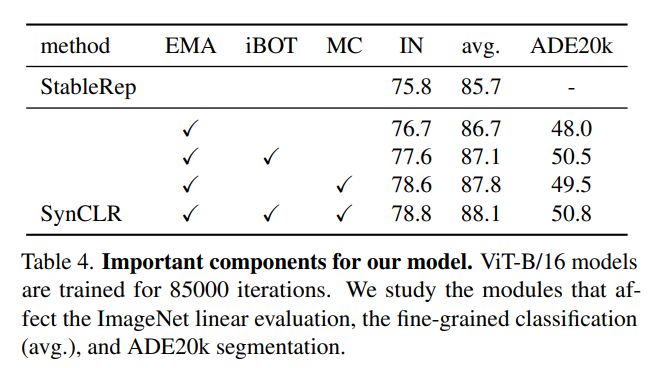 method EMA iBOT MC IN avg. ADE20k
StableRep 75.8 85.7 -
✓ 76.7 86.7 48.0
✓ ✓ 77.6 87.1 50.5
✓ ✓ 78.6 87.8 49.5
SynCLR ✓ ✓ ✓ 78.8 88.1 50.8
Table 4. Important components for our model. ViT-B/16 models
are trained for 85000 iterations. We study the modules that af-
fect the ImageNet linear evaluation, the fine-grained classification
(avg.), and ADE20k segmentation.